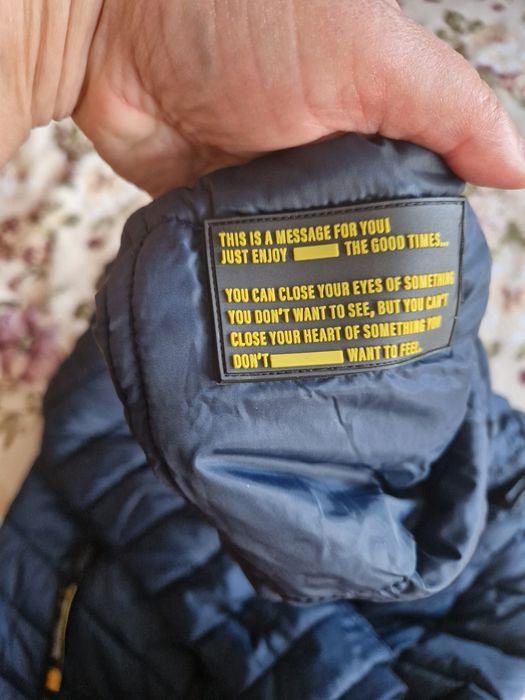 THIS IS A MESSAGE FOR YOU!
JUST ENJOY THE GOOD TIMES...
YOU CAN CLOSE YOUR EYES OF SOMETHING
YOU DON'T WANT TO SEE, BUT YOU CAN'T
CLOSE YOUR HEART OF SOMETHING YOU
DON'T WANT TO FEEL.